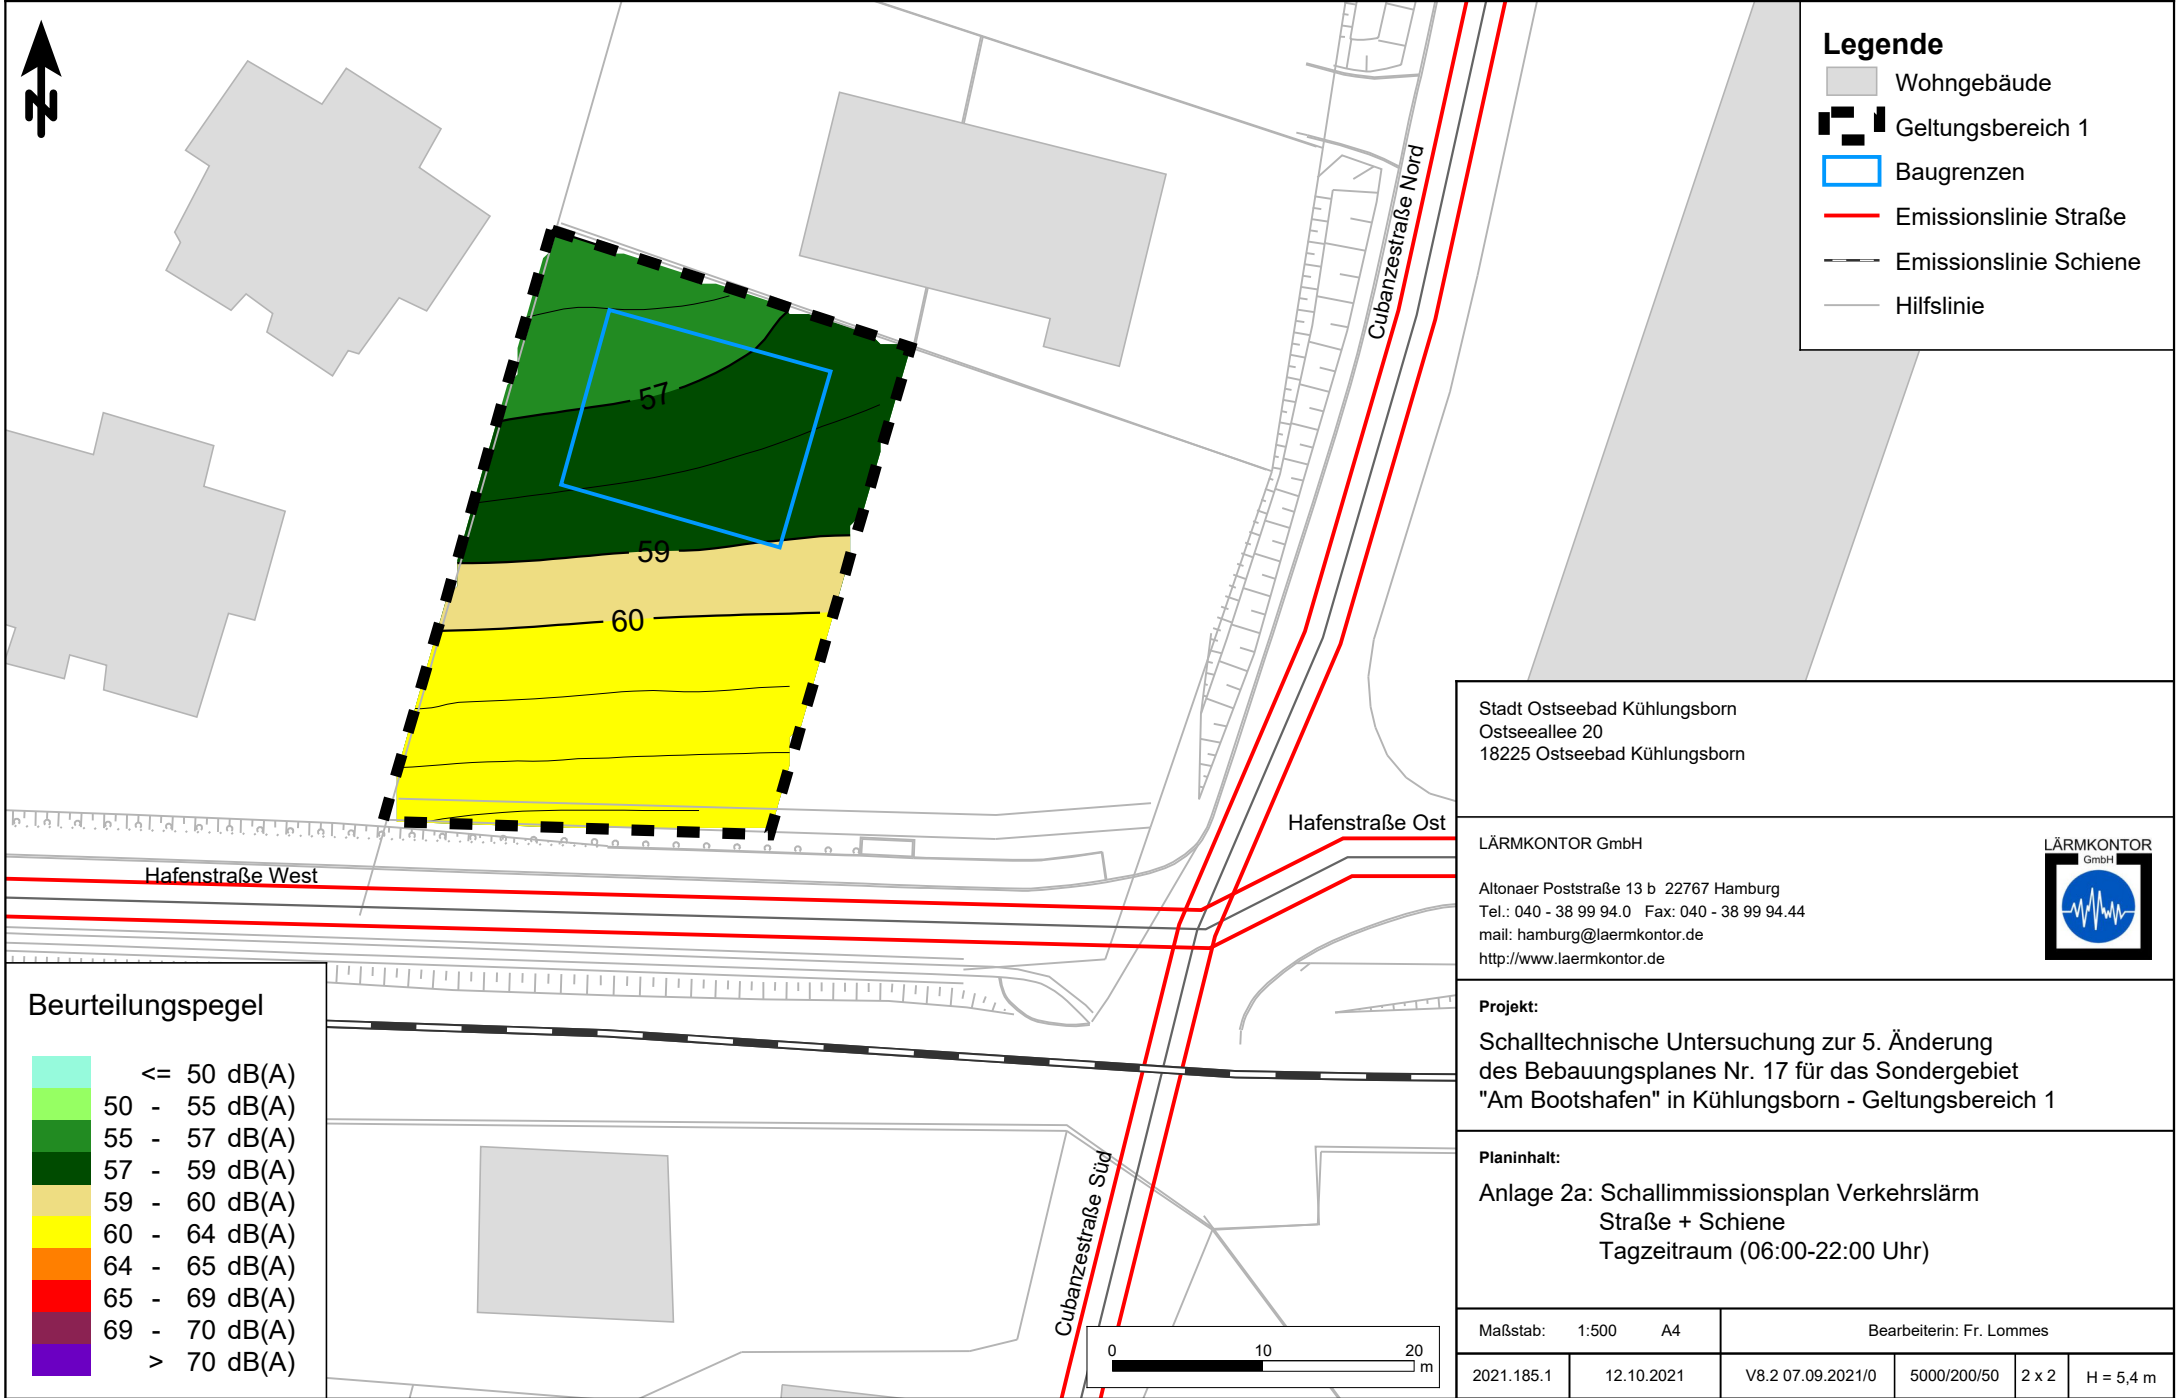 N
Legende
Wohngebäude
Geltungsbereich 1
Baugrenzen
Emissionslinie Straße
Emissionslinie Schiene
Hilfslinie
Cubanzestraße Nord
57
59
60
Hafenstraße Ost
Hafenstraße West
Cubanzestraße Süd
Beurteilungspegel
<= 50 dB(A)
50 - 55 dB(A)
55 - 57 dB(A)
57 - 59 dB(A)
59 - 60 dB(A)
60 - 64 dB(A)
64 - 65 dB(A)
65 - 69 dB(A)
69 - 70 dB(A)
> 70 dB(A)
0 10 20
m
Stadt Ostseebad Kühlungsborn
Ostseeallee 20
18225 Ostseebad Kühlungsborn
LÄRMKONTOR GmbH
Altonaer Poststraße 13 b 22767 Hamburg
Tel.: 040 - 38 99 94.0 Fax: 040 - 38 99 94.44
mail: hamburg@laermkontor.de
http://www.laermkontor.de
LÄRMKONTOR
GmbH
Projekt:
Schalltechnische Untersuchung zur 5. Änderung
des Bebauungsplanes Nr. 17 für das Sondergebiet
"Am Bootshafen" in Kühlungsborn - Geltungsbereich 1
Planinhalt:
Anlage 2a: Schallimmissionsplan Verkehrslärm
Straße + Schiene
Tagzeitraum (06:00-22:00 Uhr)
Maßstab: 1:500 A4
Bearbeiterin: Fr. Lommes
2021.185.1 12.10.2021 V8.2 07.09.2021/0 5000/200/50 2 x 2 H = 5,4 m